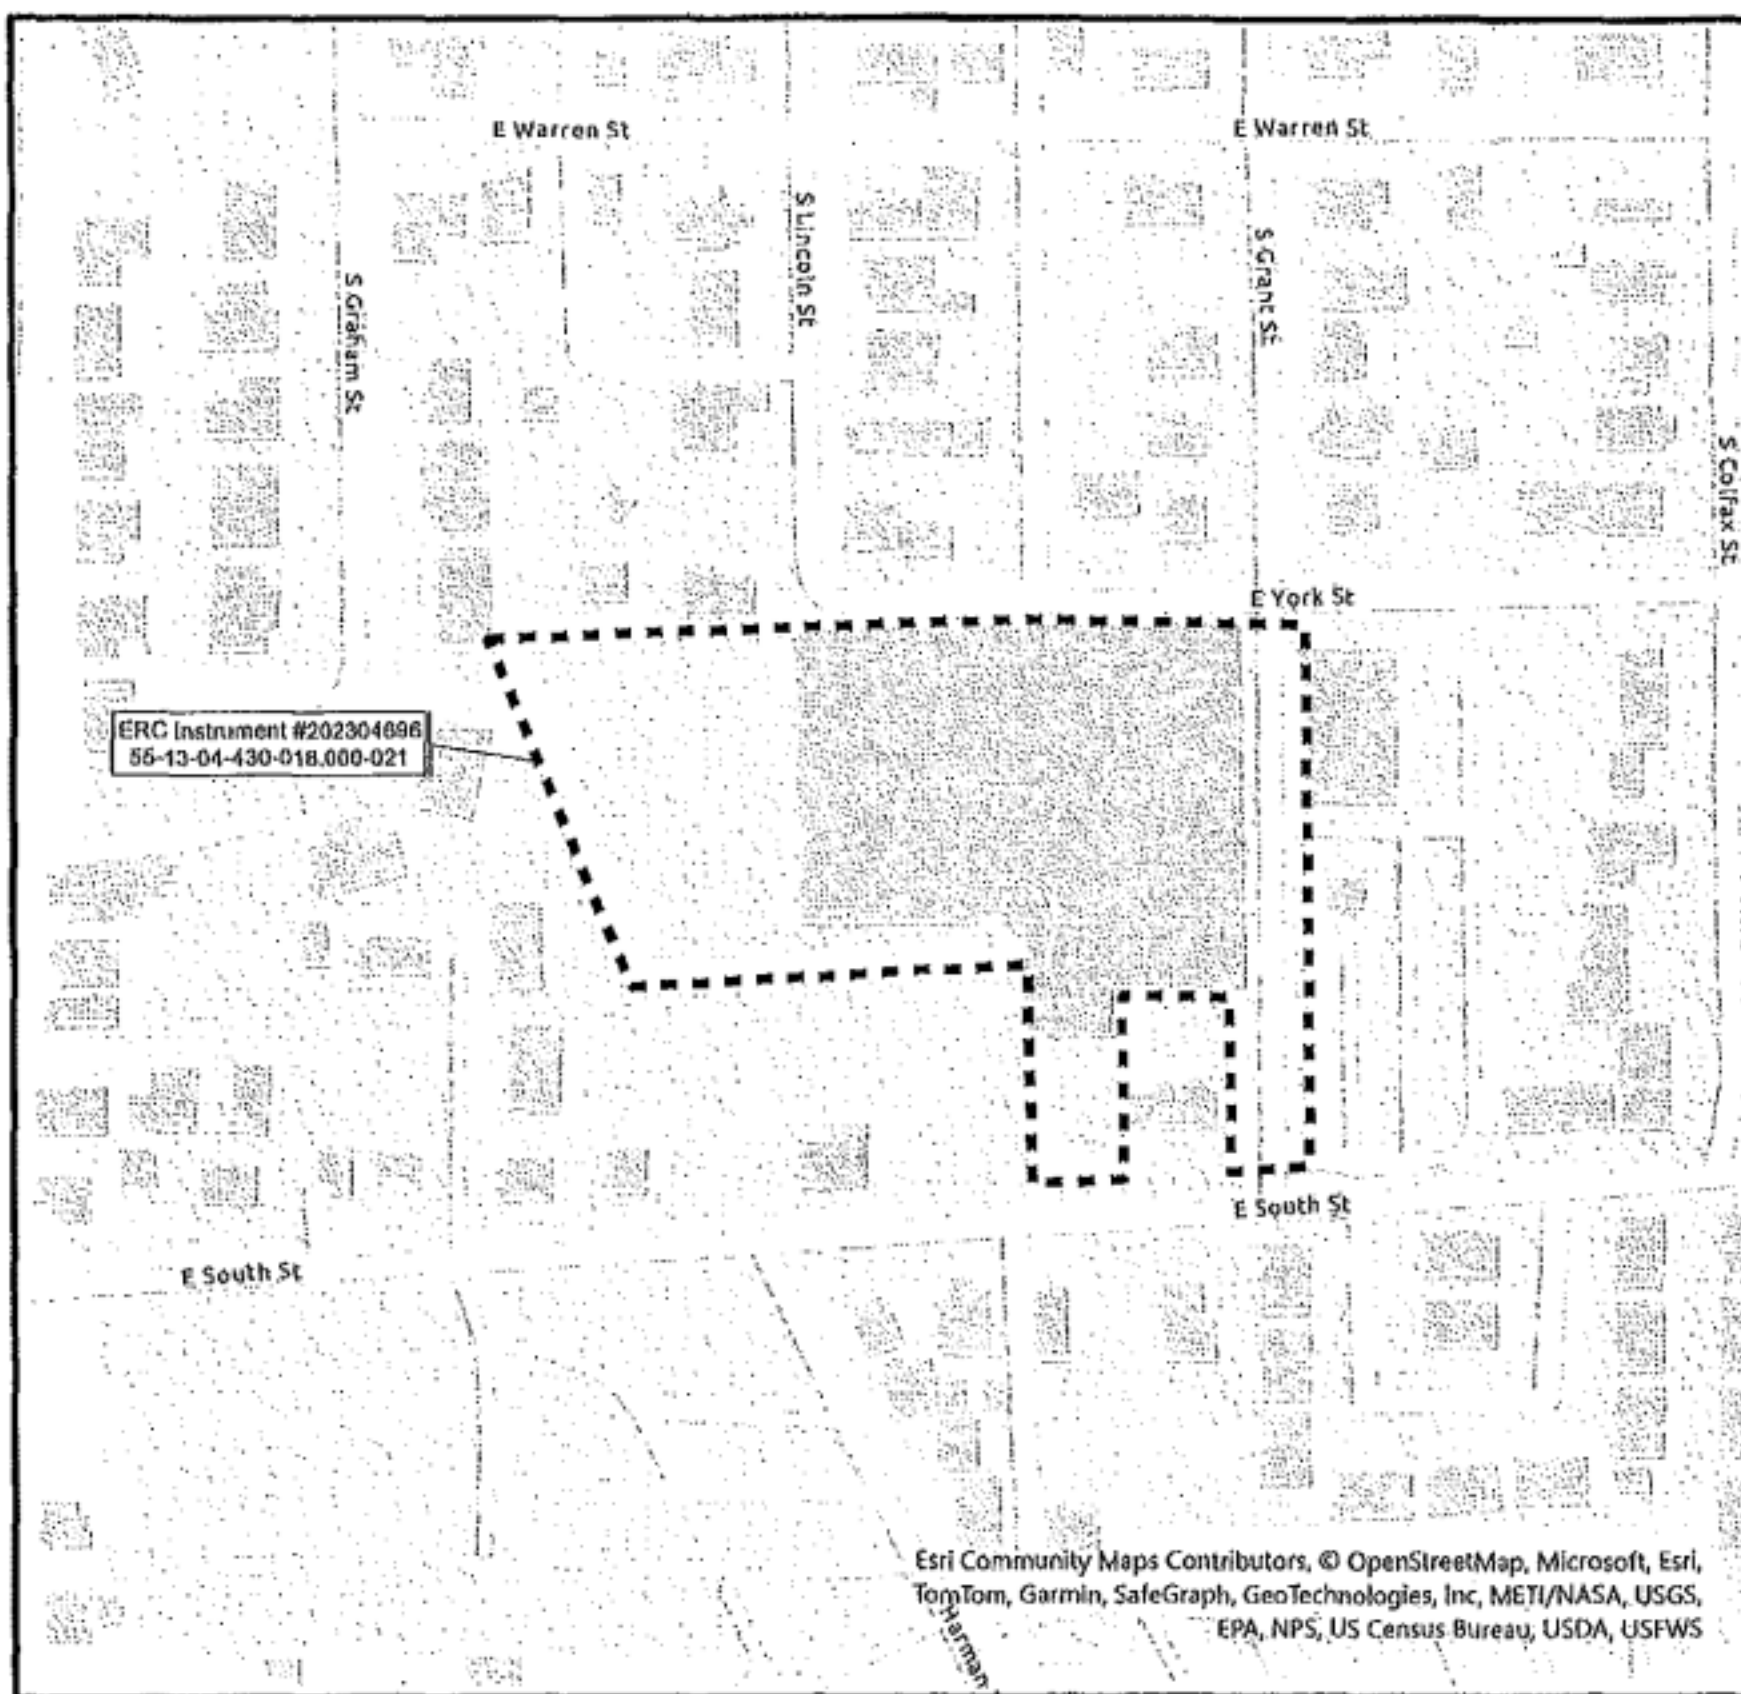 E Warren St
E Warren St
S Lincoln St
S Grant St
S Graham St
S Colfax St
E York St
ERC Instrument #202304696
55-13-04-430-018.000-021
E South St
E South St
Esri Community Maps Contributors, © OpenStreetMap, Microsoft, Esri,
TomTom, Garmin, SafeGraph, GeoTechnologies, Inc, METI/NASA, USGS,
EPA, NPS, US Census Bureau, USDA, USFWS
Harman